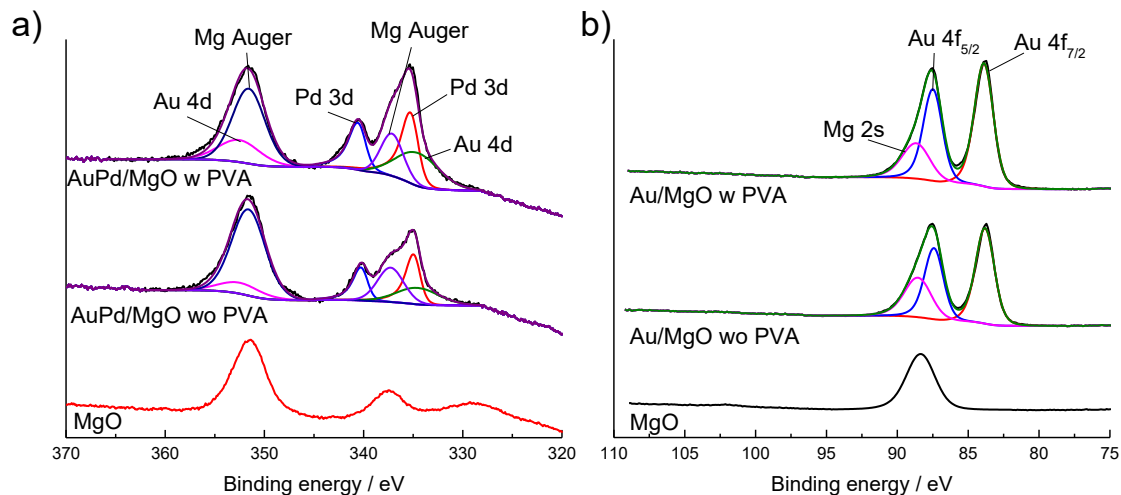 a)
Mg Auger
Mg Auger
Au 4d
Pd 3d
Pd 3d
Au 4d
AuPd/MgO w PVA
AuPd/MgO wo PVA
MgO
370 360 350 340 330 320
Binding energy / eV
b)
Au 4f5/2
Au 4f7/2
Mg 2s
Au/MgO w PVA
Au/MgO wo PVA
MgO
110 105 100 95 90 85 80 75
Binding energy / eV